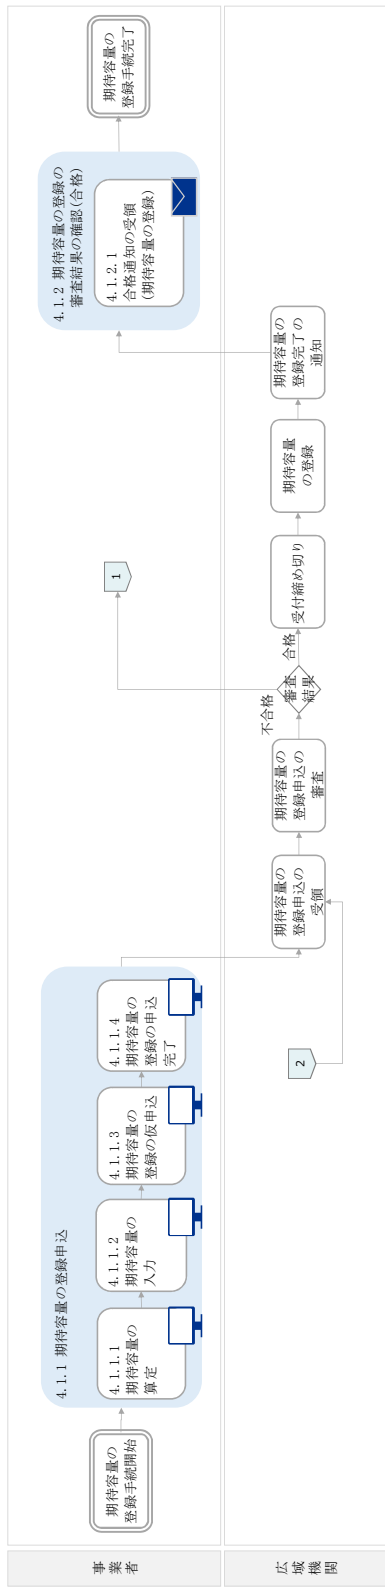 事業者
期待容量の
登録手続開始
4.1.1 期待容量の登録申込
4.1.1.1
期待容量の
算定
4.1.1.2
期待容量の
入力
4.1.1.3
期待容量の
登録の仮申込
4.1.1.4
期待容量の
登録の申込
完了
1
4.1.2 期待容量の登録の
審査結果の確認(合格)
4.1.2.1
合格通知の受領
(期待容量の登録)
期待容量の
登録手続完了
広域
機関
2
期待容量の
登録申込の
受領
期待容量の
登録申込の
審査
審査
結果
不合格
合格
受付締め切り
期待容量
の登録
期待容量の
登録完了の
通知